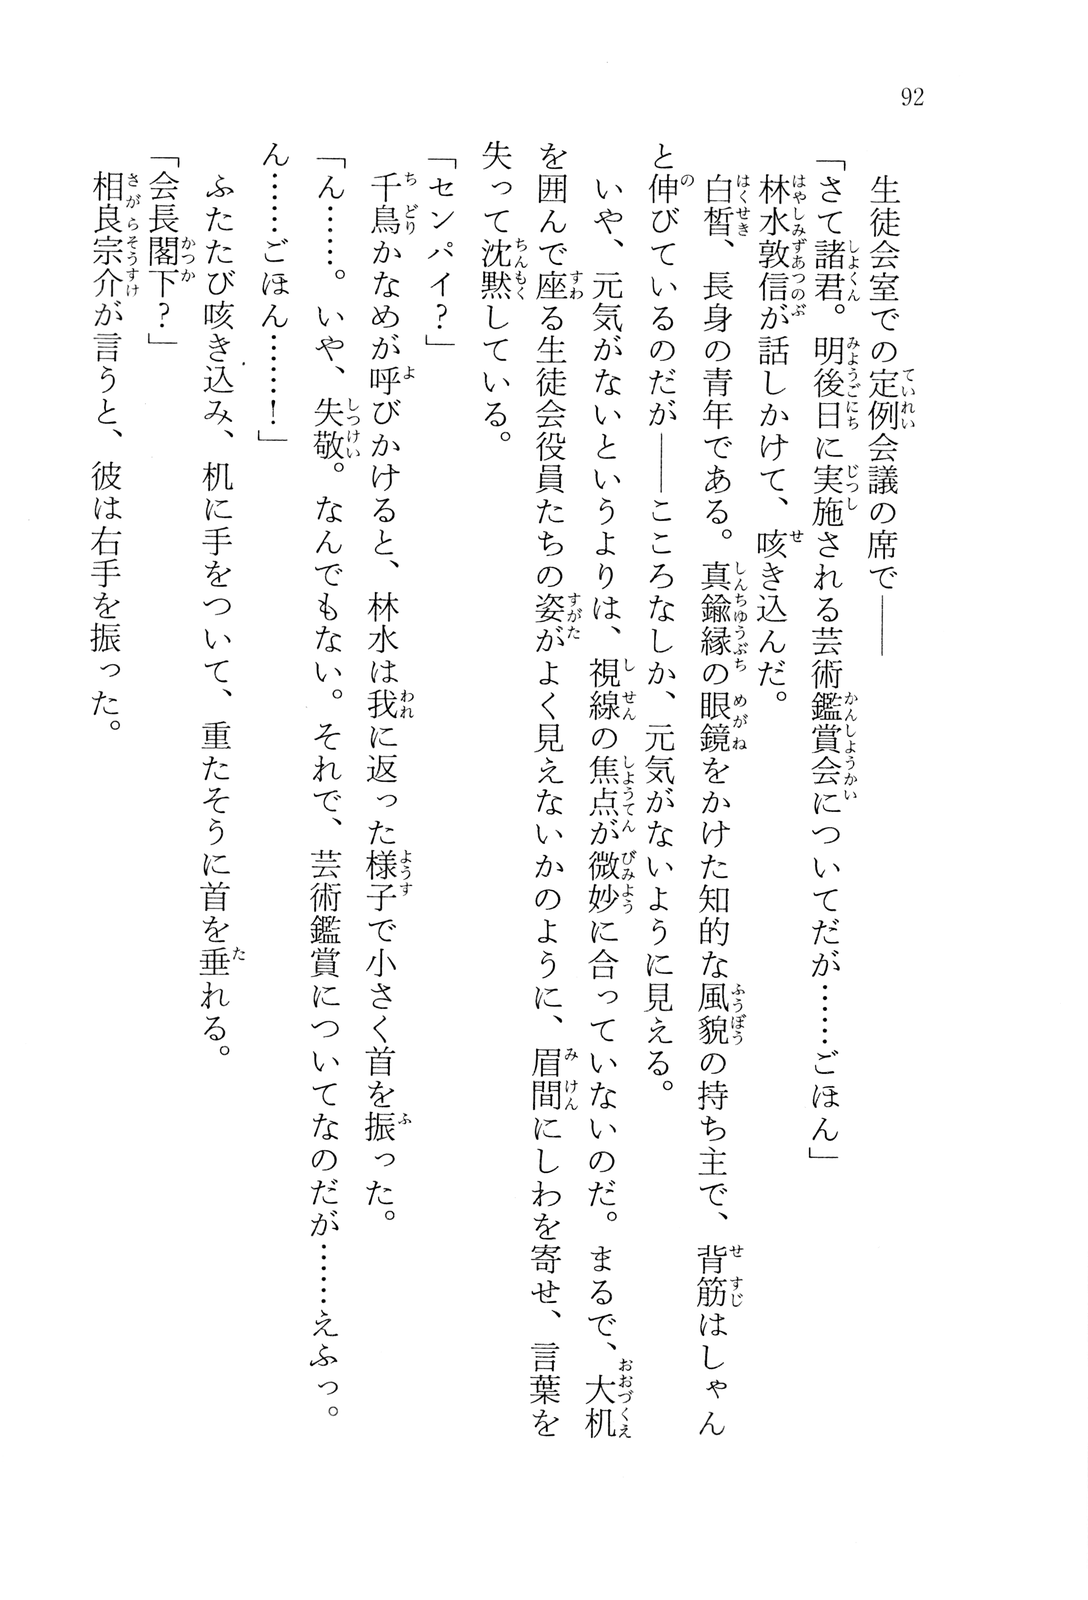 92
生徒会室での定例会議の席で――
「さて諸君。明後日に実施される芸術鑑賞会についてだが……ごほん」
林水敦信が話しかけて、咳き込んだ。
白皙、長身の青年である。真鍮縁の眼鏡をかけた知的な風貌の持ち主で、背筋はしゃん
と伸びているのだが――こころなしか、元気がないように見える。
いや、元気がないというよりは、視線の焦点が微妙に合っていないのだ。まるで、大机
を囲んで座る生徒会役員たちの姿がよく見えないかのように、眉間にしわを寄せ、言葉を
失って沈黙している。
「センパイ？」
千鳥かなめが呼びかけると、林水は我に返った様子で小さく首を振った。
「ん……。いや、失敬。なんでもない。それで、芸術鑑賞についてなのだが……えふっ。
ん……ごほん……！」
ふたたび咳き込み、机に手をついて、重たそうに首を垂れる。
「会長閣下？」
相良宗介が言うと、彼は右手を振った。